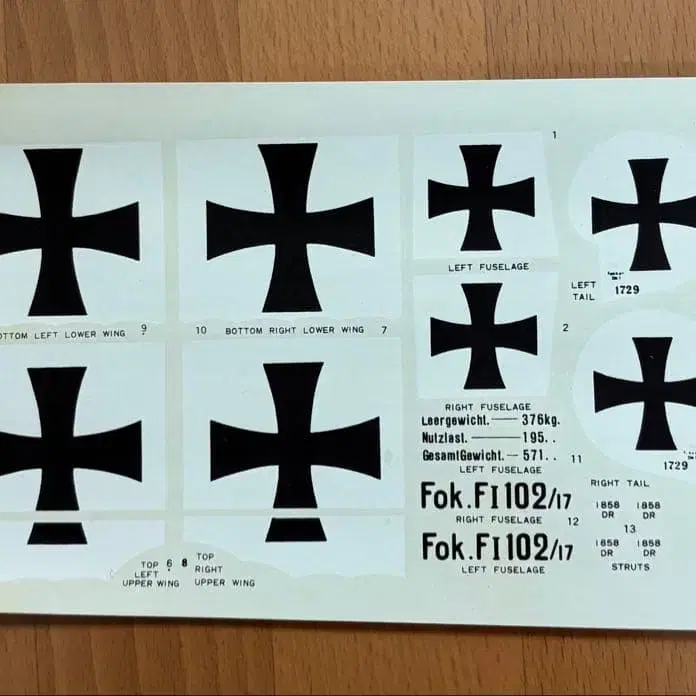 1
LEFT FUSELAGE
LEFT
TAIL
1729
OTTOM LEFT LOWER WING 9
10 BOTTOM RIGHT LOWER WING 7
2
RIGHT FUSELAGE
Leergewicht. — 376kg.
Nutzlast. — 195..
GesamtGewicht. — 571..
LEFT FUSELAGE
11
1729
RIGHT TAIL
Fok.FI102/17
RIGHT FUSELAGE
12
Fok.FI102/17
LEFT FUSELAGE
1858 1858
DR DR
13
1858 1858
DR DR
STRUTS
TOP 6
LEFT
UPPER WING
8 TOP
RIGHT
UPPER WING